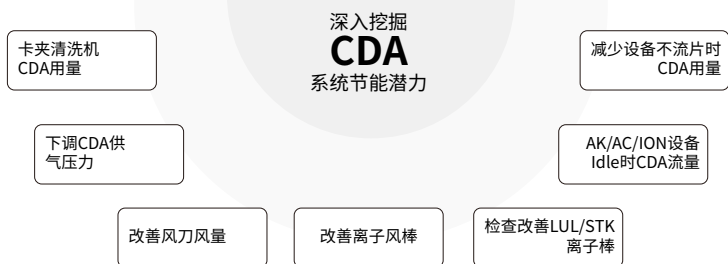 深入挖掘
CDA
系统节能潜力
卡夹清洗机
CDA用量
减少设备不流片时
CDA用量
下调CDA供
气压力
AK/AC/ION设备
Idle时CDA流量
改善风刀风量
改善离子风棒
检查改善LUL/STK
离子棒